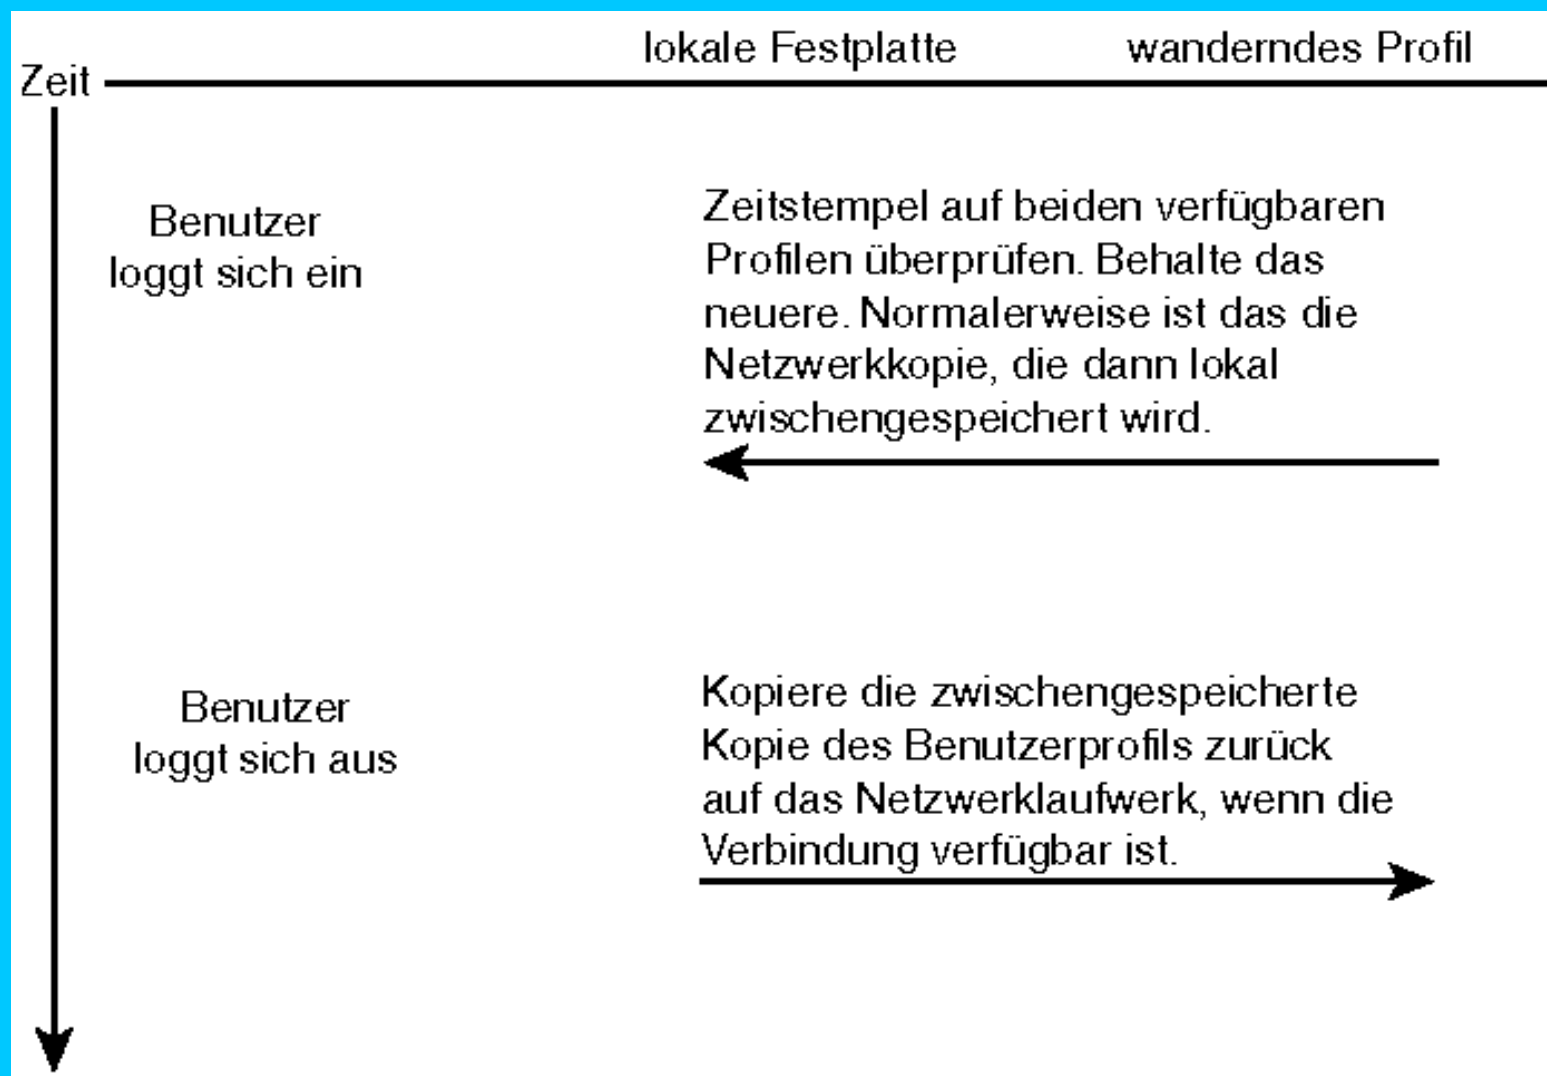 lokale Festplatte
wanderndes Profil
Zeit
Benutzer
loggt sich ein
Zeitstempel auf beiden verfügbaren
Profilen überprüfen. Behalte das
neuere. Normalerweise ist das die
Netzwerkkopie, die dann lokal
zwischengespeichert wird.
Benutzer
loggt sich aus
Kopiere die zwischengespeicherte
Kopie des Benutzerprofils zurück
auf das Netzwerklaufwerk, wenn die
Verbindung verfügbar ist.